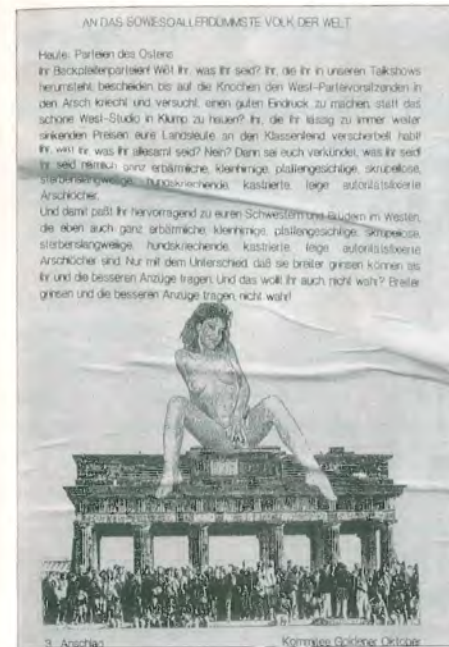 AN DAS SOWIESOALLERDÜMMSTE VOLK DER WELT
Heute: Parteien des Ostens
Ihr Backpfeifenparteien! Wißt ihr, was ihr seid? Ihr, die ihr in unseren Talkshows
herumsteht, bescheiden bis auf die Knochen den West-Parteivorsitzenden in
den Arsch kriecht und versucht, einen guten Eindruck zu machen, statt das
schöne West-Studio in Klump zu hauen? Ihr, die ihr lässig zu immer weiter
sinkenden Preisen eure Landsleute an den Klassenfeind verscherbelt habt!
Ihr, wißt ihr, was ihr allesamt seid? Nein? Dann sei euch verkündet, was ihr seid!
Ihr seid nämlich ganz erbärmliche, kleinhirnige, plattengesichtige, skrupellose,
sterbenslangweilige, hundskriechende, kastrierte, feige autoritätsfixierte
Arschlöcher.
Und damit paßt ihr hervorragend zu euren Schwestern und Brüdern im Westen,
die eben auch ganz erbärmliche, kleinhirnige, plattengesichtige, skrupellose,
sterbenslangweilige, hundskriechende, kastrierte, feige autoritätsfixierte
Arschlöcher sind. Nur mit dem Unterschied, daß sie breiter grinsen können als
ihr und die besseren Anzüge tragen. Und das wollt ihr auch, nicht wahr? Breiter
grinsen und die besseren Anzüge tragen, nicht wahr!
3. Anschlag Kommitee Goldener Oktober